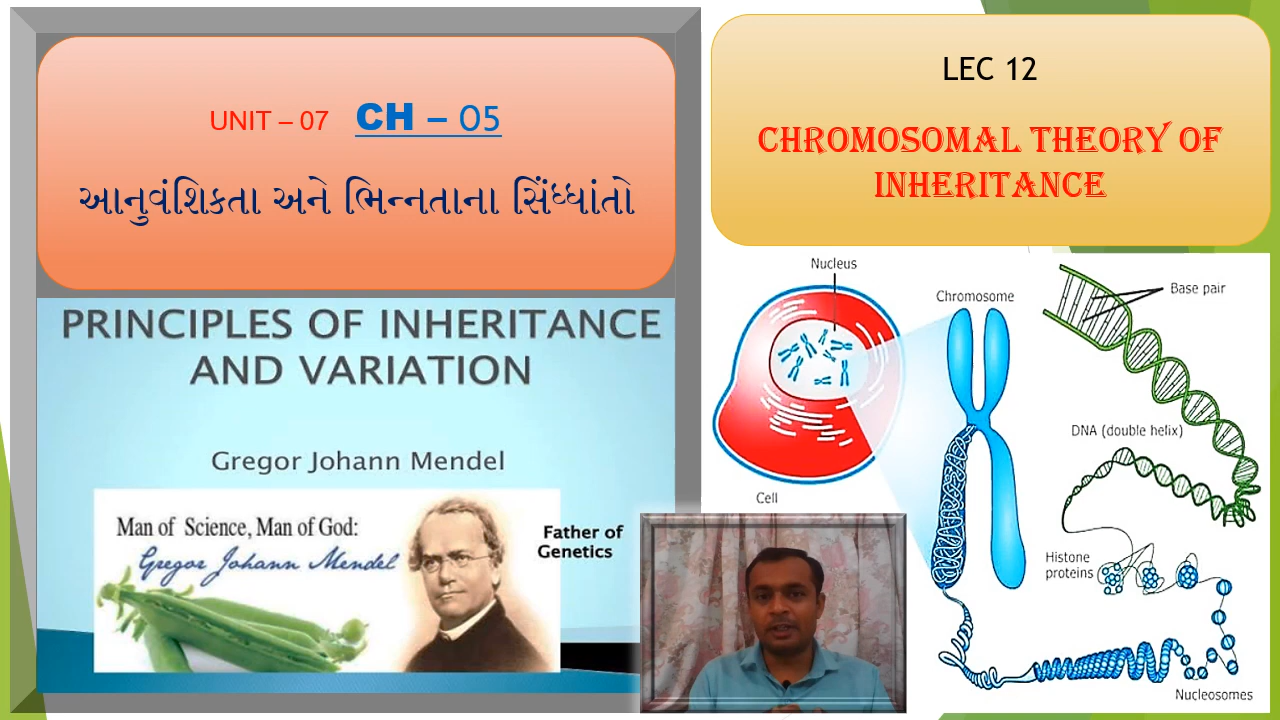 UNIT – 07 CH – 05
આનુવંશિકતા અને ભિન્નતાના સિંધ્ધાંતો
PRINCIPLES OF INHERITANCE
AND VARIATION
Gregor Johann Mendel
Man of Science, Man of God:
Gregor Johann Mendel
Father of
Genetics
LEC 12
CHROMOSOMAL THEORY OF
INHERITANCE
Nucleus
Chromosome
Base pair
DNA (double helix)
Cell
Histone
proteins
Nucleosomes